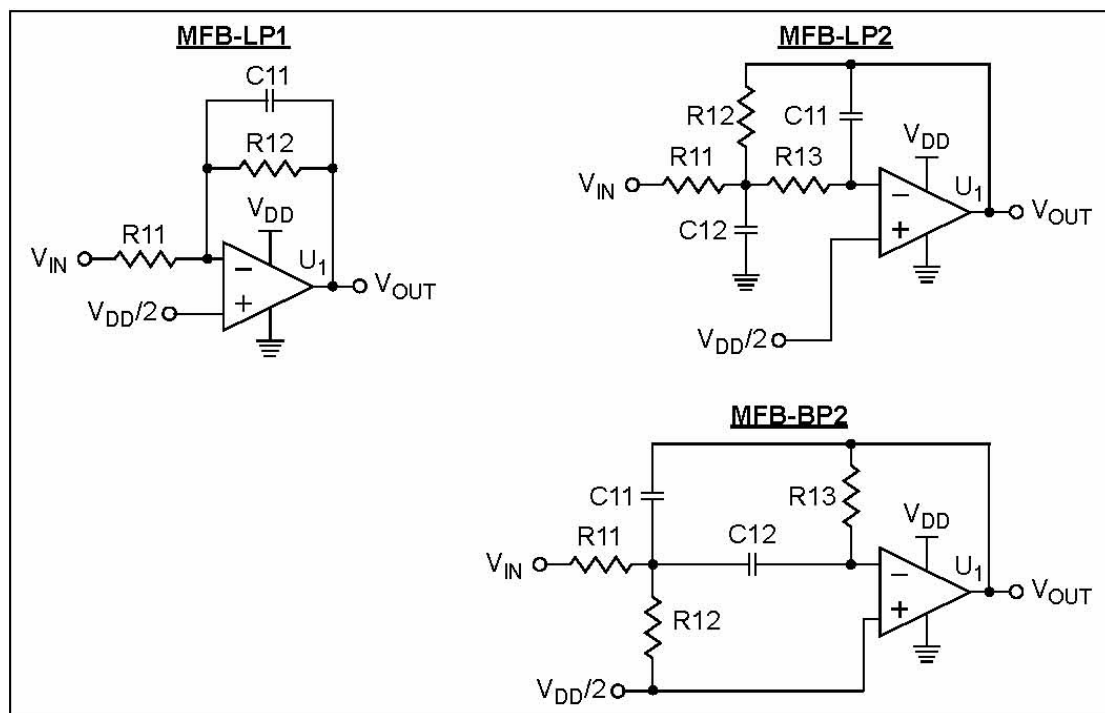 MFB-LP1
C11
R12
V_DD
R11
V_IN
U_1
V_OUT
V_DD/2
MFB-LP2
R12
C11
V_DD
R11
R13
U_1
V_IN
V_OUT
C12
V_DD/2
MFB-BP2
C11
R13
V_DD
R11
C12
U_1
V_IN
V_OUT
R12
V_DD/2